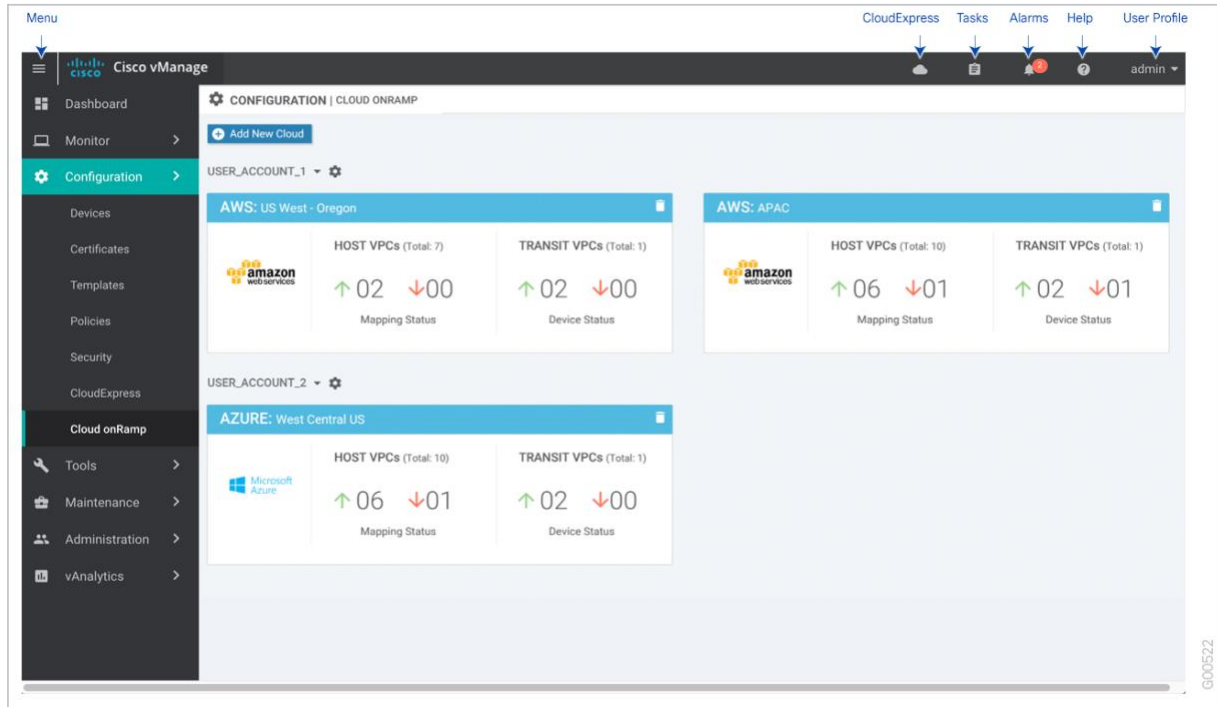 Menu CloudExpress Tasks Alarms Help User Profile
cisco Cisco vManage 2 admin
Dashboard
Monitor
Configuration
Devices
Certificates
Templates
Policies
Security
CloudExpress
Cloud onRamp
Tools
Maintenance
Administration
vAnalytics
CONFIGURATION | CLOUD ONRAMP
Add New Cloud
USER_ACCOUNT_1
AWS: US West - Oregon
amazon
webservices
HOST VPCs (Total: 7)
02 00
Mapping Status
TRANSIT VPCs (Total: 1)
02 00
Device Status
AWS: APAC
amazon
webservices
HOST VPCs (Total: 10)
06 01
Mapping Status
TRANSIT VPCs (Total: 1)
02 01
Device Status
USER_ACCOUNT_2
AZURE: West Central US
Microsoft
Azure
HOST VPCs (Total: 10)
06 01
Mapping Status
TRANSIT VPCs (Total: 1)
02 00
Device Status
G00522